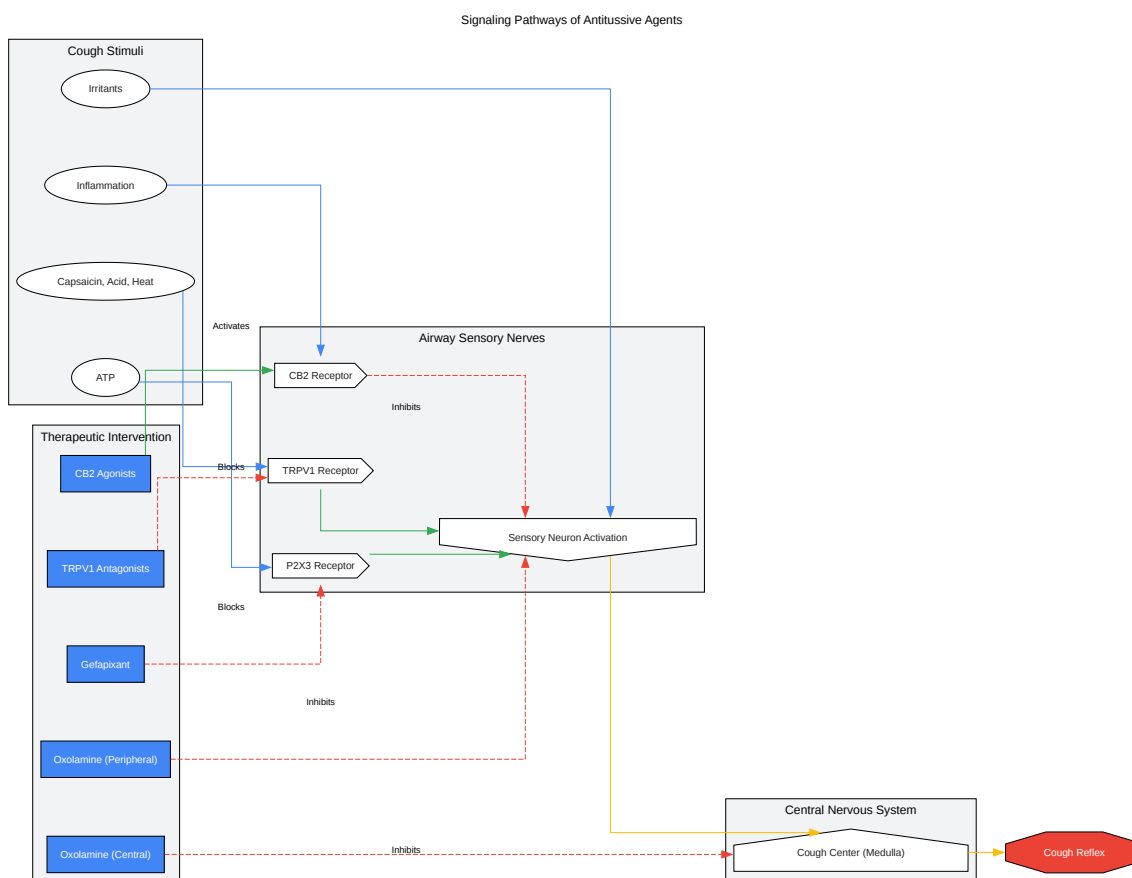 Signaling Pathways of Antitussive Agents
Cough Stimuli
Irritants
Inflammation
Capsaicin, Acid, Heat
ATP
Activates
Airway Sensory Nerves
CB2 Receptor
Inhibits
TRPV1 Receptor
Blocks
Sensory Neuron Activation
P2X3 Receptor
Therapeutic Intervention
CB2 Agonists
TRPV1 Antagonists
Blocks
Gefapixant
Inhibits
Oxolamine (Peripheral)
Oxolamine (Central)
Inhibits
Central Nervous System
Cough Center (Medulla)
Cough Reflex